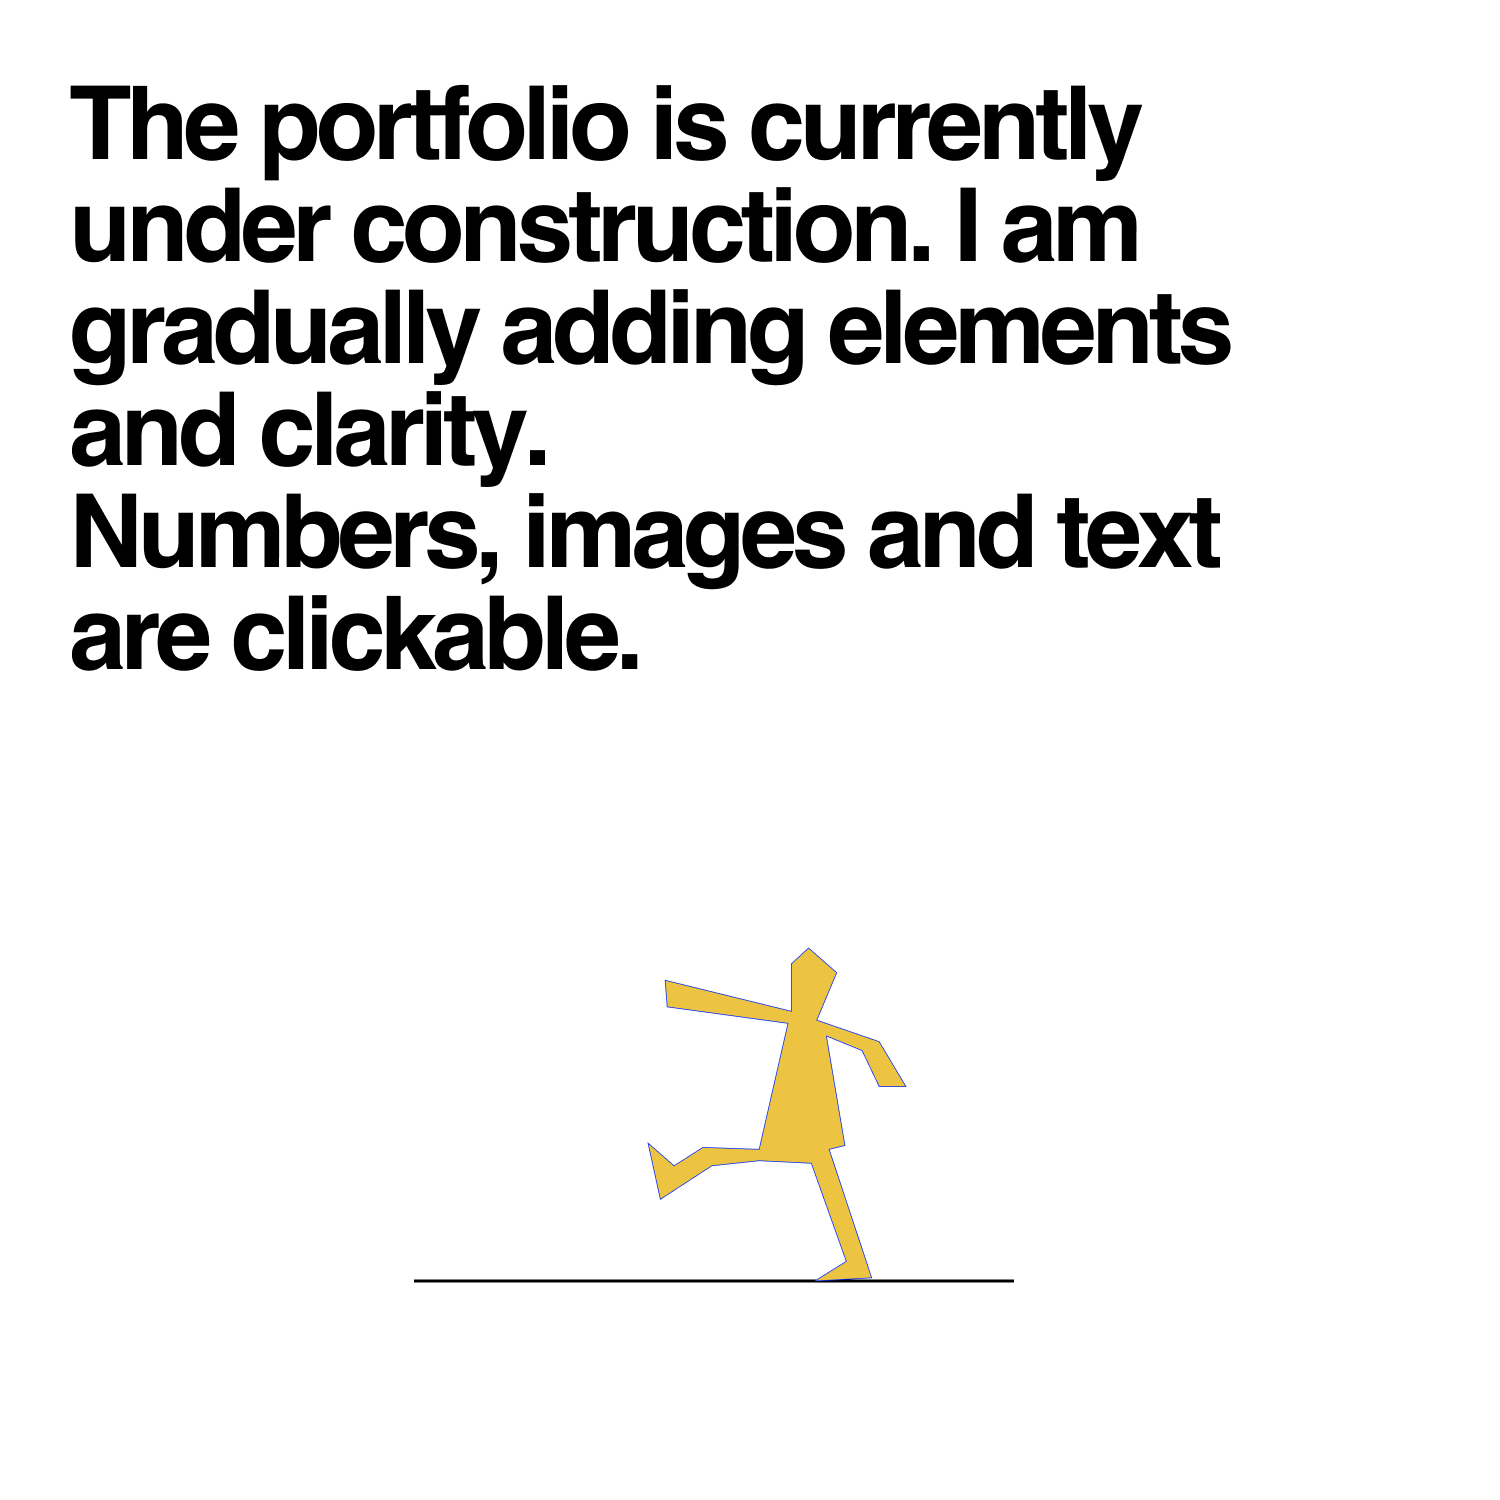 The portfolio is currently
under construction. I am
gradually adding elements
and clarity.
Numbers, images and text
are clickable.